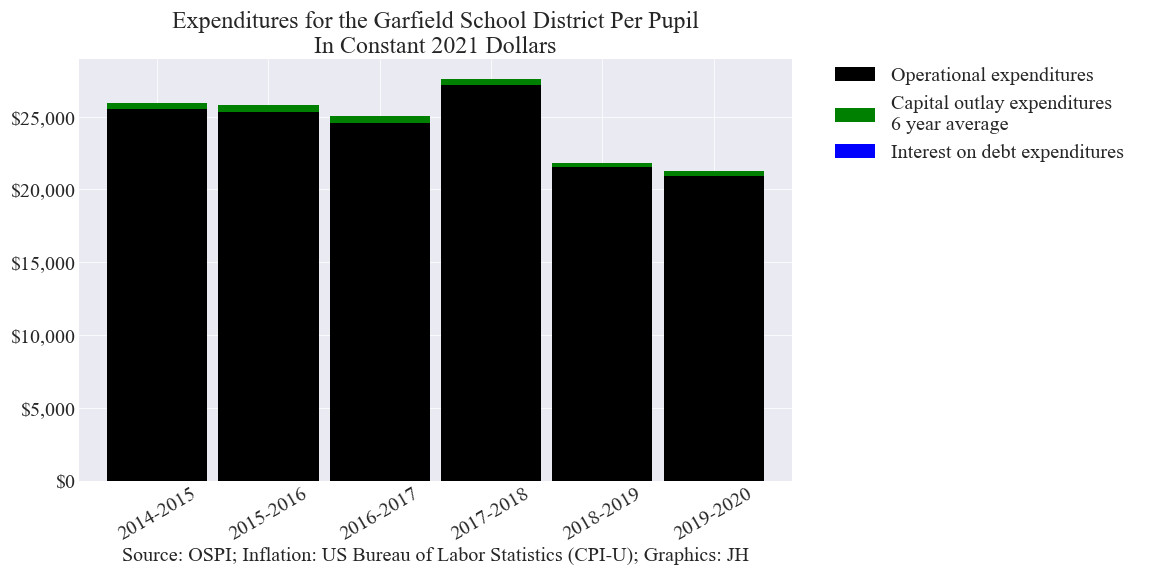 Expenditures for the Garfield School District Per Pupil
In Constant 2021 Dollars
Operational expenditures
Capital outlay expenditures
6 year average
Interest on debt expenditures
$25,000
$20,000
$15,000
$10,000
$5,000
$0
2014-2015
2015-2016
2016-2017
2017-2018
2018-2019
2019-2020
Source: OSPI; Inflation: US Bureau of Labor Statistics (CPI-U); Graphics: JH